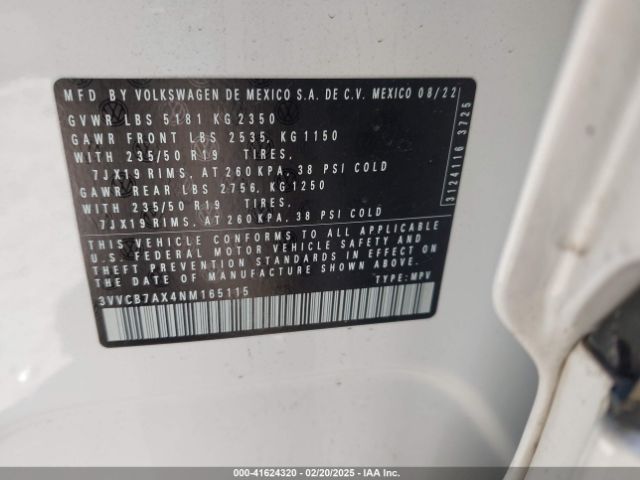 MFD BY VOLKSWAGEN DE MEXICO S.A. DE C.V. MEXICO 08/22
GVWR LBS 5181 KG 2350
GAWR FRONT LBS 2535, KG 1150
WITH 235/50 R19 TIRES,
7JX19 RIMS, AT 260 KPA, 38 PSI COLD
GAWR REAR LBS 2756, KG 1250
WITH 235/50 R19 TIRES,
7JX19 RIMS, AT 260 KPA, 38 PSI COLD
THIS VEHICLE CONFORMS TO ALL APPLICABLE
U.S. FEDERAL MOTOR VEHICLE SAFETY AND
THEFT PREVENTION STANDARDS IN EFFECT ON
THE DATE OF MANUFACTURE SHOWN ABOVE.
3VVCB7AX4NM165115 TYPE: MPV
3124116 3725
000-41624320 | 02/20/2025 - IAA Inc.